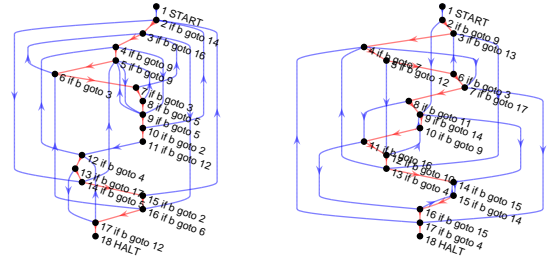 1 START
2 if b goto 14
3 if b goto 16
4 if b goto 9
5 if b goto 9
6 if b goto 3
7 if b goto 3
8 if b goto 5
9 if b goto 5
10 if b goto 2
11 if b goto 12
12 if b goto 4
13 if b goto 17
14 if b goto 5
15 if b goto 2
16 if b goto 6
17 if b goto 12
18 HALT
1 START
2 if b goto 9
3 if b goto 13
4 if b goto 7
5 if b goto 12
6 if b goto 3
7 if b goto 17
8 if b goto 11
9 if b goto 14
10 if b goto 9
11 if b goto 16
12 if b goto 10
13 if b goto 4
14 if b goto 15
15 if b goto 14
16 if b goto 15
17 if b goto 4
18 HALT